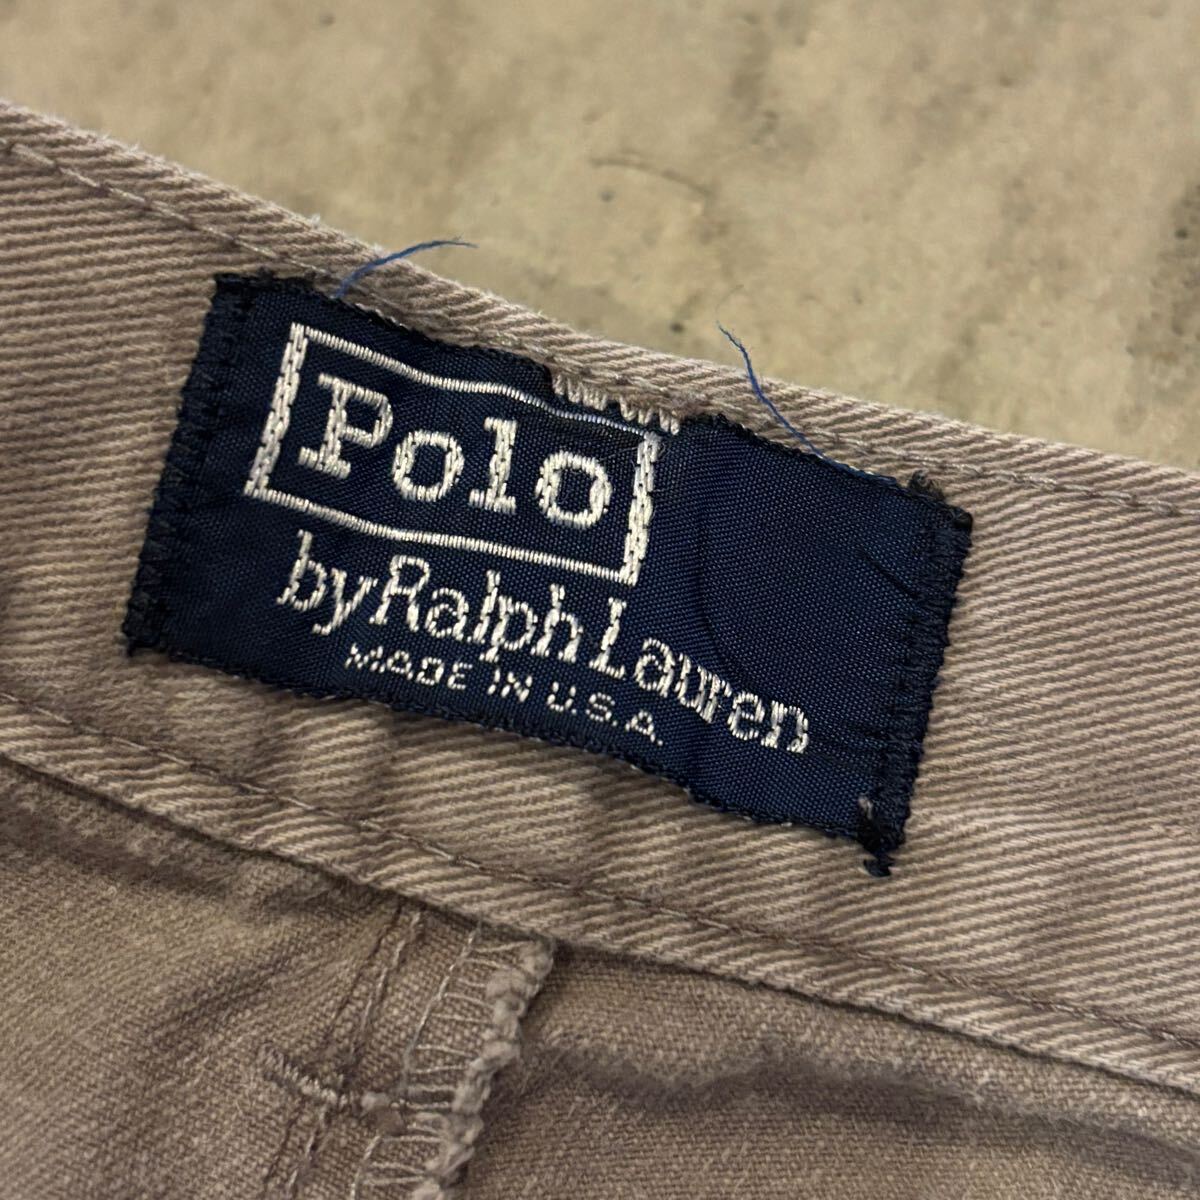 Polo
by Ralph Lauren
MADE IN U.S.A.